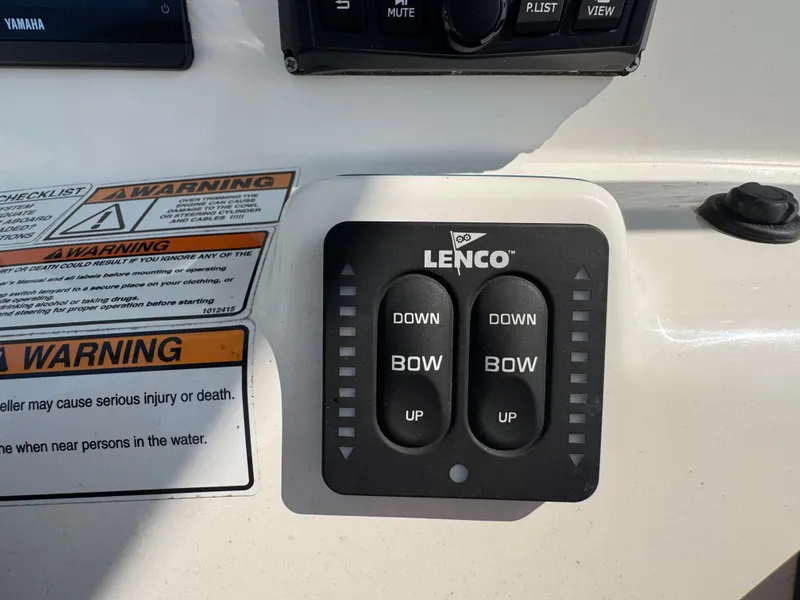 YAMAHA
MUTE
P.LIST
VIEW
CHECKLIST
WARNING
OVER TRIMMING THE
ENGINE CAN CAUSE
DAMAGE TO THE COWL
OR STEERING CYLINDER
AND CABLES !!!!!
WARNING
OR DEATH COULD RESULT IF YOU IGNORE ANY OF THE
Manual and all labels before mounting or operating
switch lanyard to a secure place on your clothing, or
operating.
drinking alcohol or taking drugs.
and steering for proper operation before starting
1012415
WARNING
eller may cause serious injury or death.
ne when near persons in the water.
LENCO™
DOWN DOWN
BOW BOW
UP UP